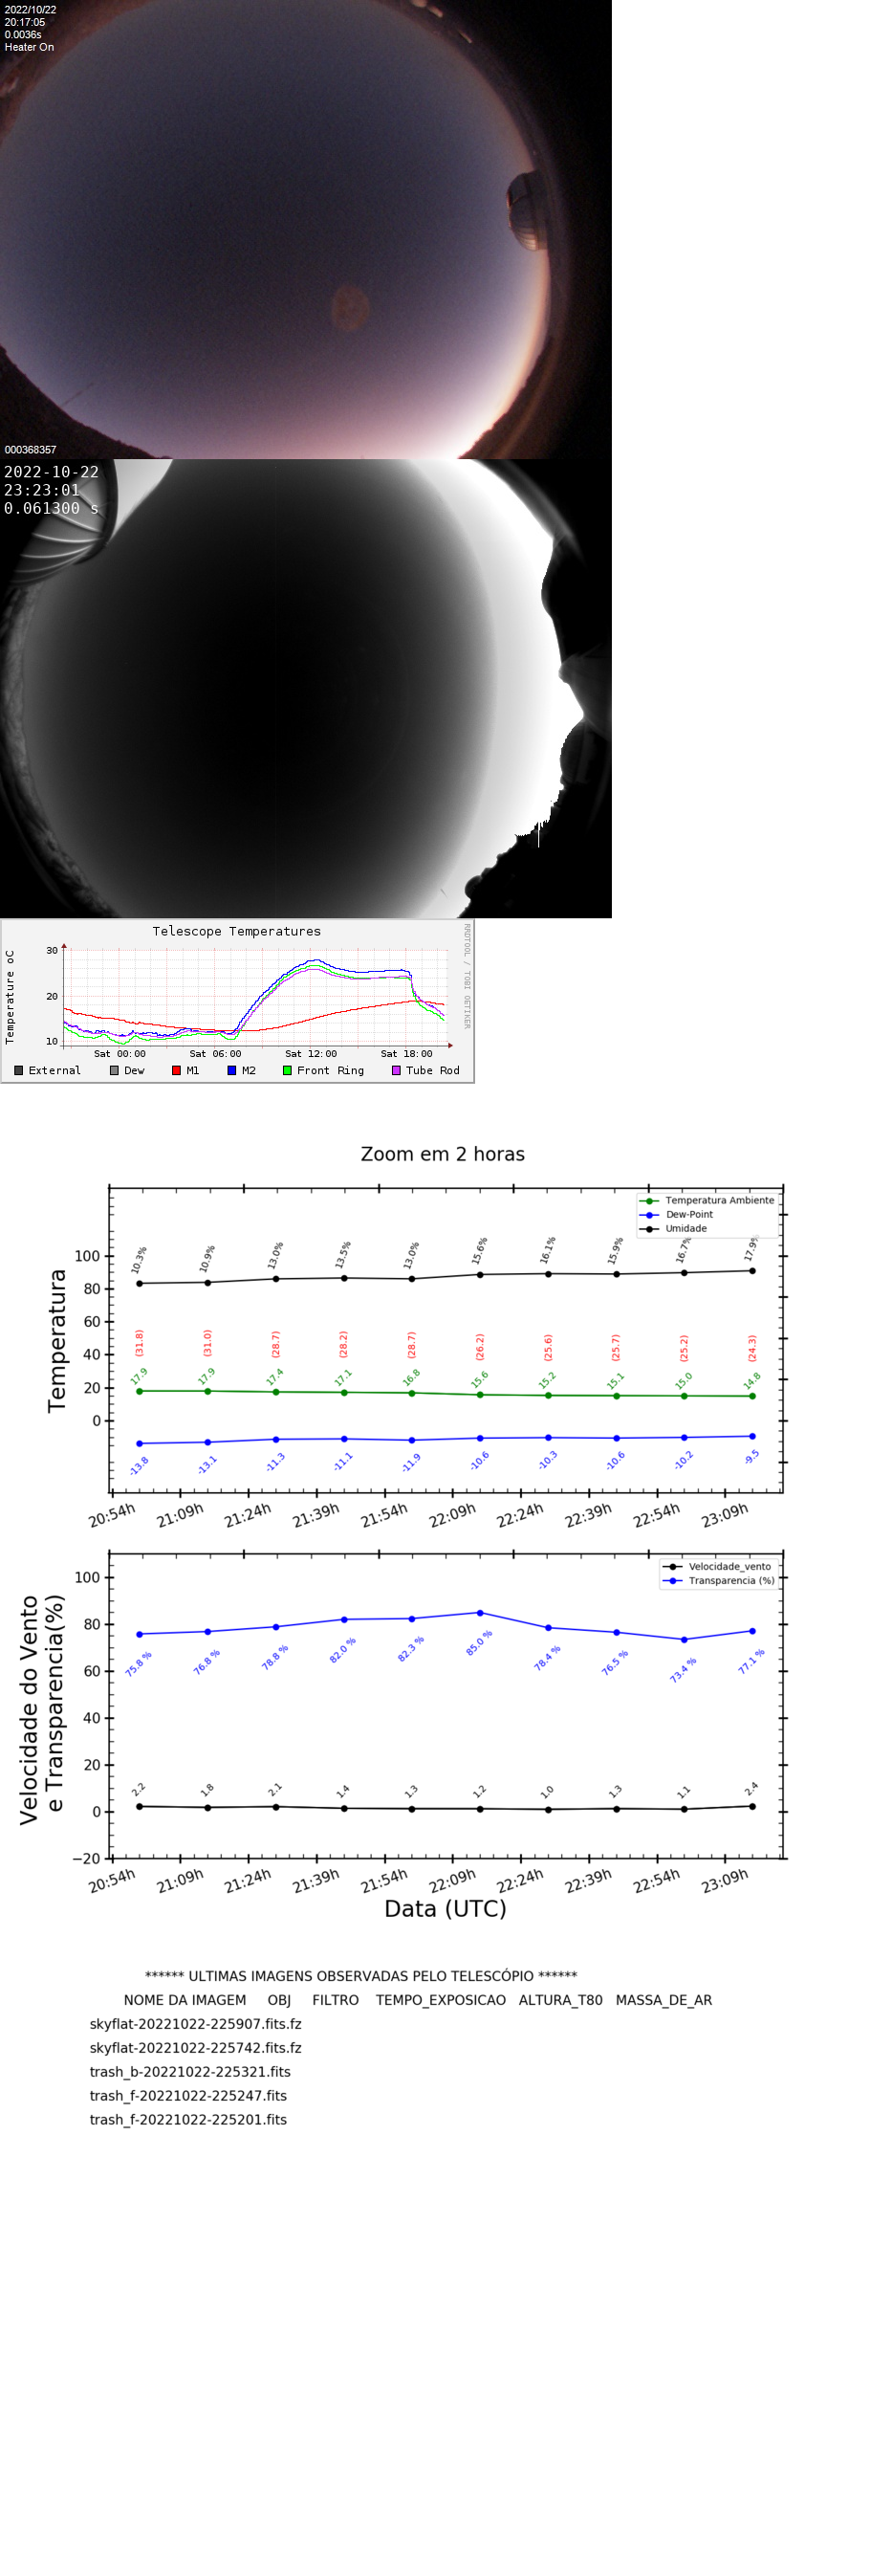 2022/10/22
20:17:05
0.0036s
Heater On
000368357
2022-10-22
23:23:01
0.061300 s
Telescope Temperatures
RRDTOOL / TOBI OETIKER
Temperature oC
30
20
10
Sat 00:00 Sat 06:00 Sat 12:00 Sat 18:00
External Dew M1 M2 Front Ring Tube Rod
Zoom em 2 horas
Temperatura Ambiente
Dew-Point
Umidade
Temperatura
100
80
60
40
20
0
10.3% 10.9% 13.0% 13.5% 13.0% 15.6% 16.1% 15.9% 16.7% 17.9%
(31.8) (31.0) (28.7) (28.2) (28.7) (26.2) (25.6) (25.7) (25.2) (24.3)
17.9 17.9 17.4 17.1 16.8 15.6 15.2 15.1 15.0 14.8
-13.8 -13.1 -11.3 -11.1 -11.9 -10.6 -10.3 -10.6 -10.2 -9.5
20:54h 21:09h 21:24h 21:39h 21:54h 22:09h 22:24h 22:39h 22:54h 23:09h
Velocidade_vento
Transparencia (%)
Velocidade do Vento
e Transparencia(%)
100
80
60
40
20
0
−20
75.8 % 76.8 % 78.8 % 82.0 % 82.3 % 85.0 % 78.4 % 76.5 % 73.4 % 77.1 %
2.2 1.8 2.1 1.4 1.3 1.2 1.0 1.3 1.1 2.4
20:54h 21:09h 21:24h 21:39h 21:54h 22:09h 22:24h 22:39h 22:54h 23:09h
Data (UTC)
****** ULTIMAS IMAGENS OBSERVADAS PELO TELESCÓPIO ******
NOME DA IMAGEM OBJ FILTRO TEMPO_EXPOSICAO ALTURA_T80 MASSA_DE_AR
skyflat-20221022-225907.fits.fz
skyflat-20221022-225742.fits.fz
trash_b-20221022-225321.fits
trash_f-20221022-225247.fits
trash_f-20221022-225201.fits